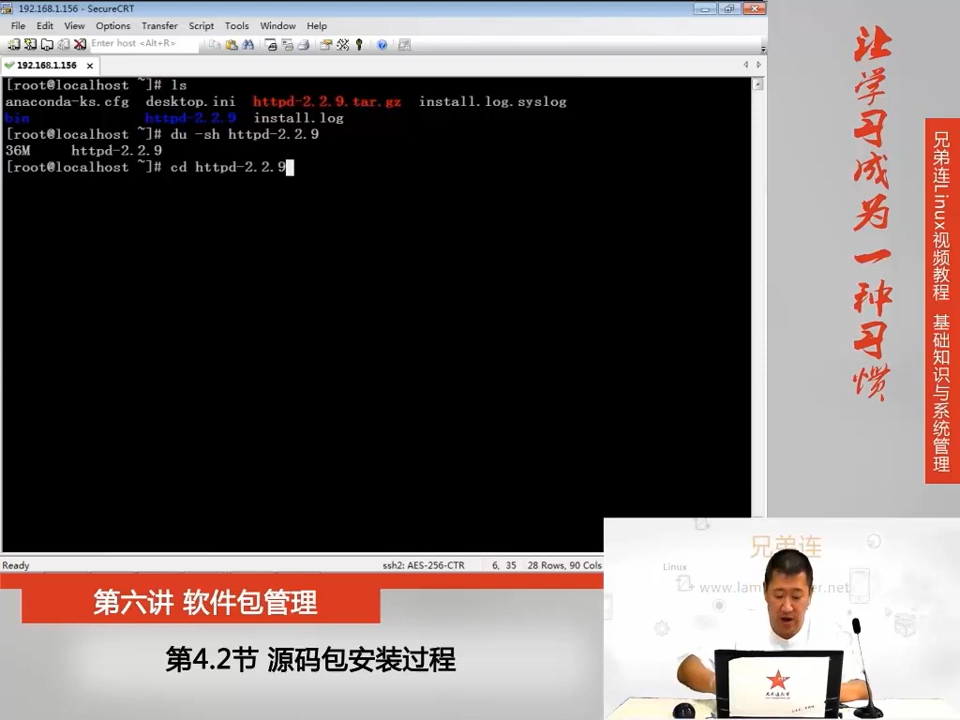 192.168.1.156 - SecureCRT
File Edit View Options Transfer Script Tools Window Help
Enter host <Alt+R>
192.168.1.156
[root@localhost ~]# ls
anaconda-ks.cfg desktop.ini httpd-2.2.9.tar.gz install.log.syslog
bin httpd-2.2.9 install.log
[root@localhost ~]# du -sh httpd-2.2.9
36M httpd-2.2.9
[root@localhost ~]# cd httpd-2.2.9
Ready ssh2: AES-256-CTR 6, 35 28 Rows, 90 Cols
让学习成为一种习惯
兄弟连Linux视频教程 基础知识与系统管理
第六讲 软件包管理
第4.2节 源码包安装过程
兄弟连
Linux